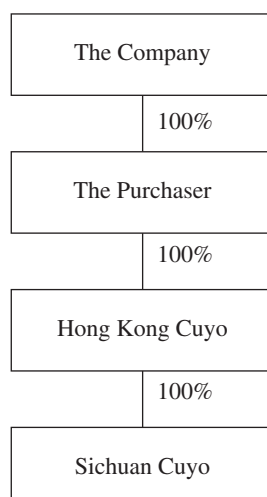 The Company
100%
The Purchaser
100%
Hong Kong Cuyo
100%
Sichuan Cuyo